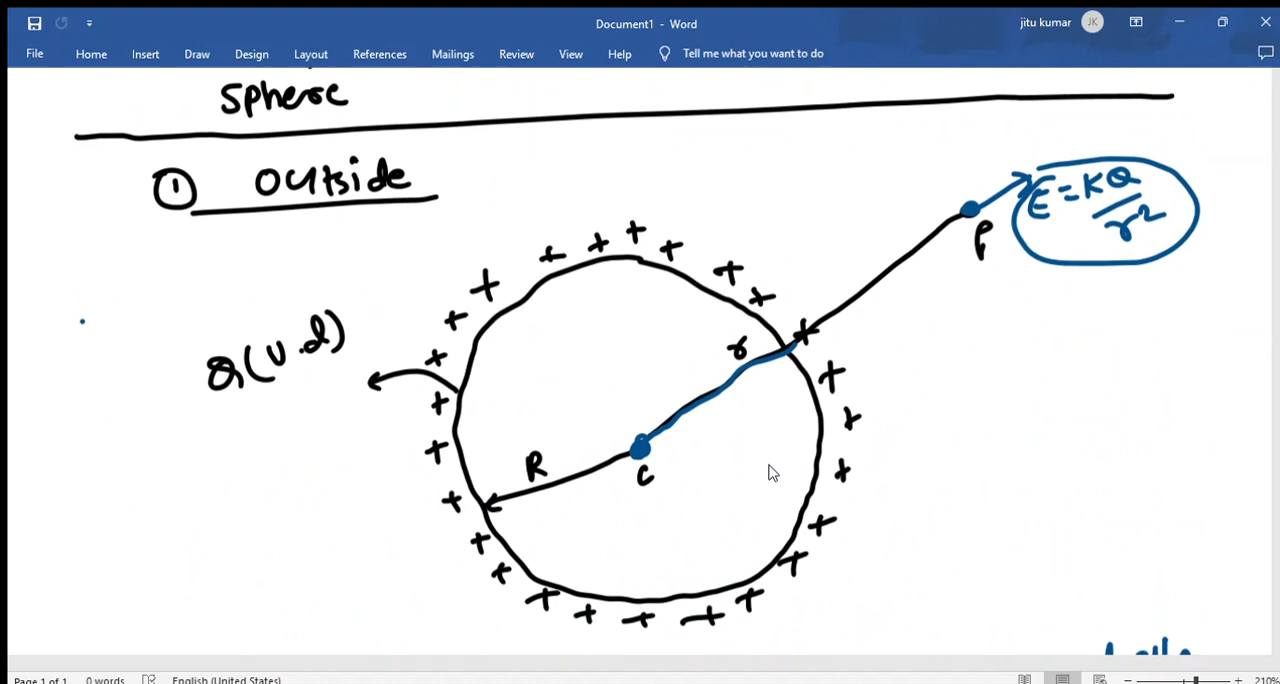 Document1 - Word
jitu kumar JK
File Home Insert Draw Design Layout References Mailings Review View Help Tell me what you want to do
sphere
① outside
E = KQ
r²
P
Q (U.d)
r
R
C
Page 1 of 1 0 words English (United States) 210%